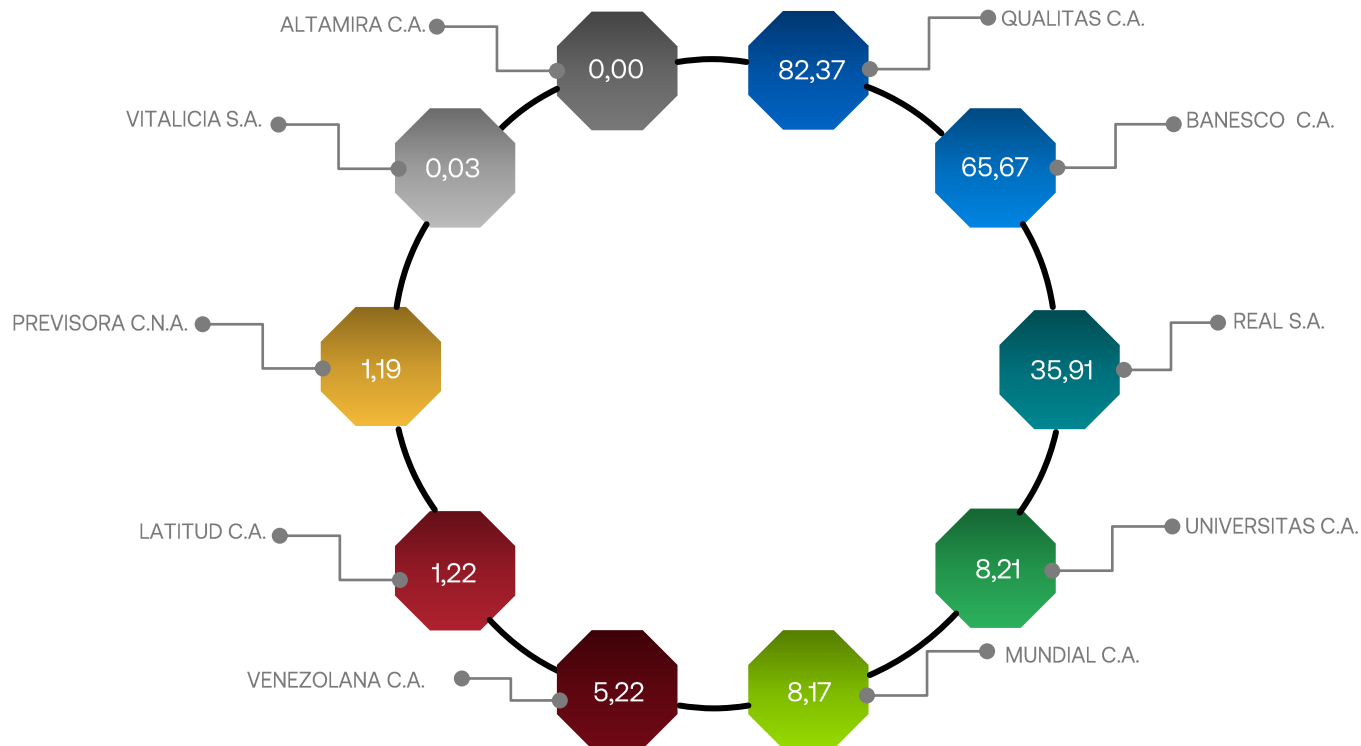 ALTAMIRA C.A.
0,00
82,37
QUALITAS C.A.
VITALICIA S.A.
0,03
65,67
BANESCO C.A.
PREVISORA C.N.A.
1,19
35,91
REAL S.A.
LATITUD C.A.
1,22
8,21
UNIVERSITAS C.A.
VENEZOLANA C.A.
5,22
8,17
MUNDIAL C.A.